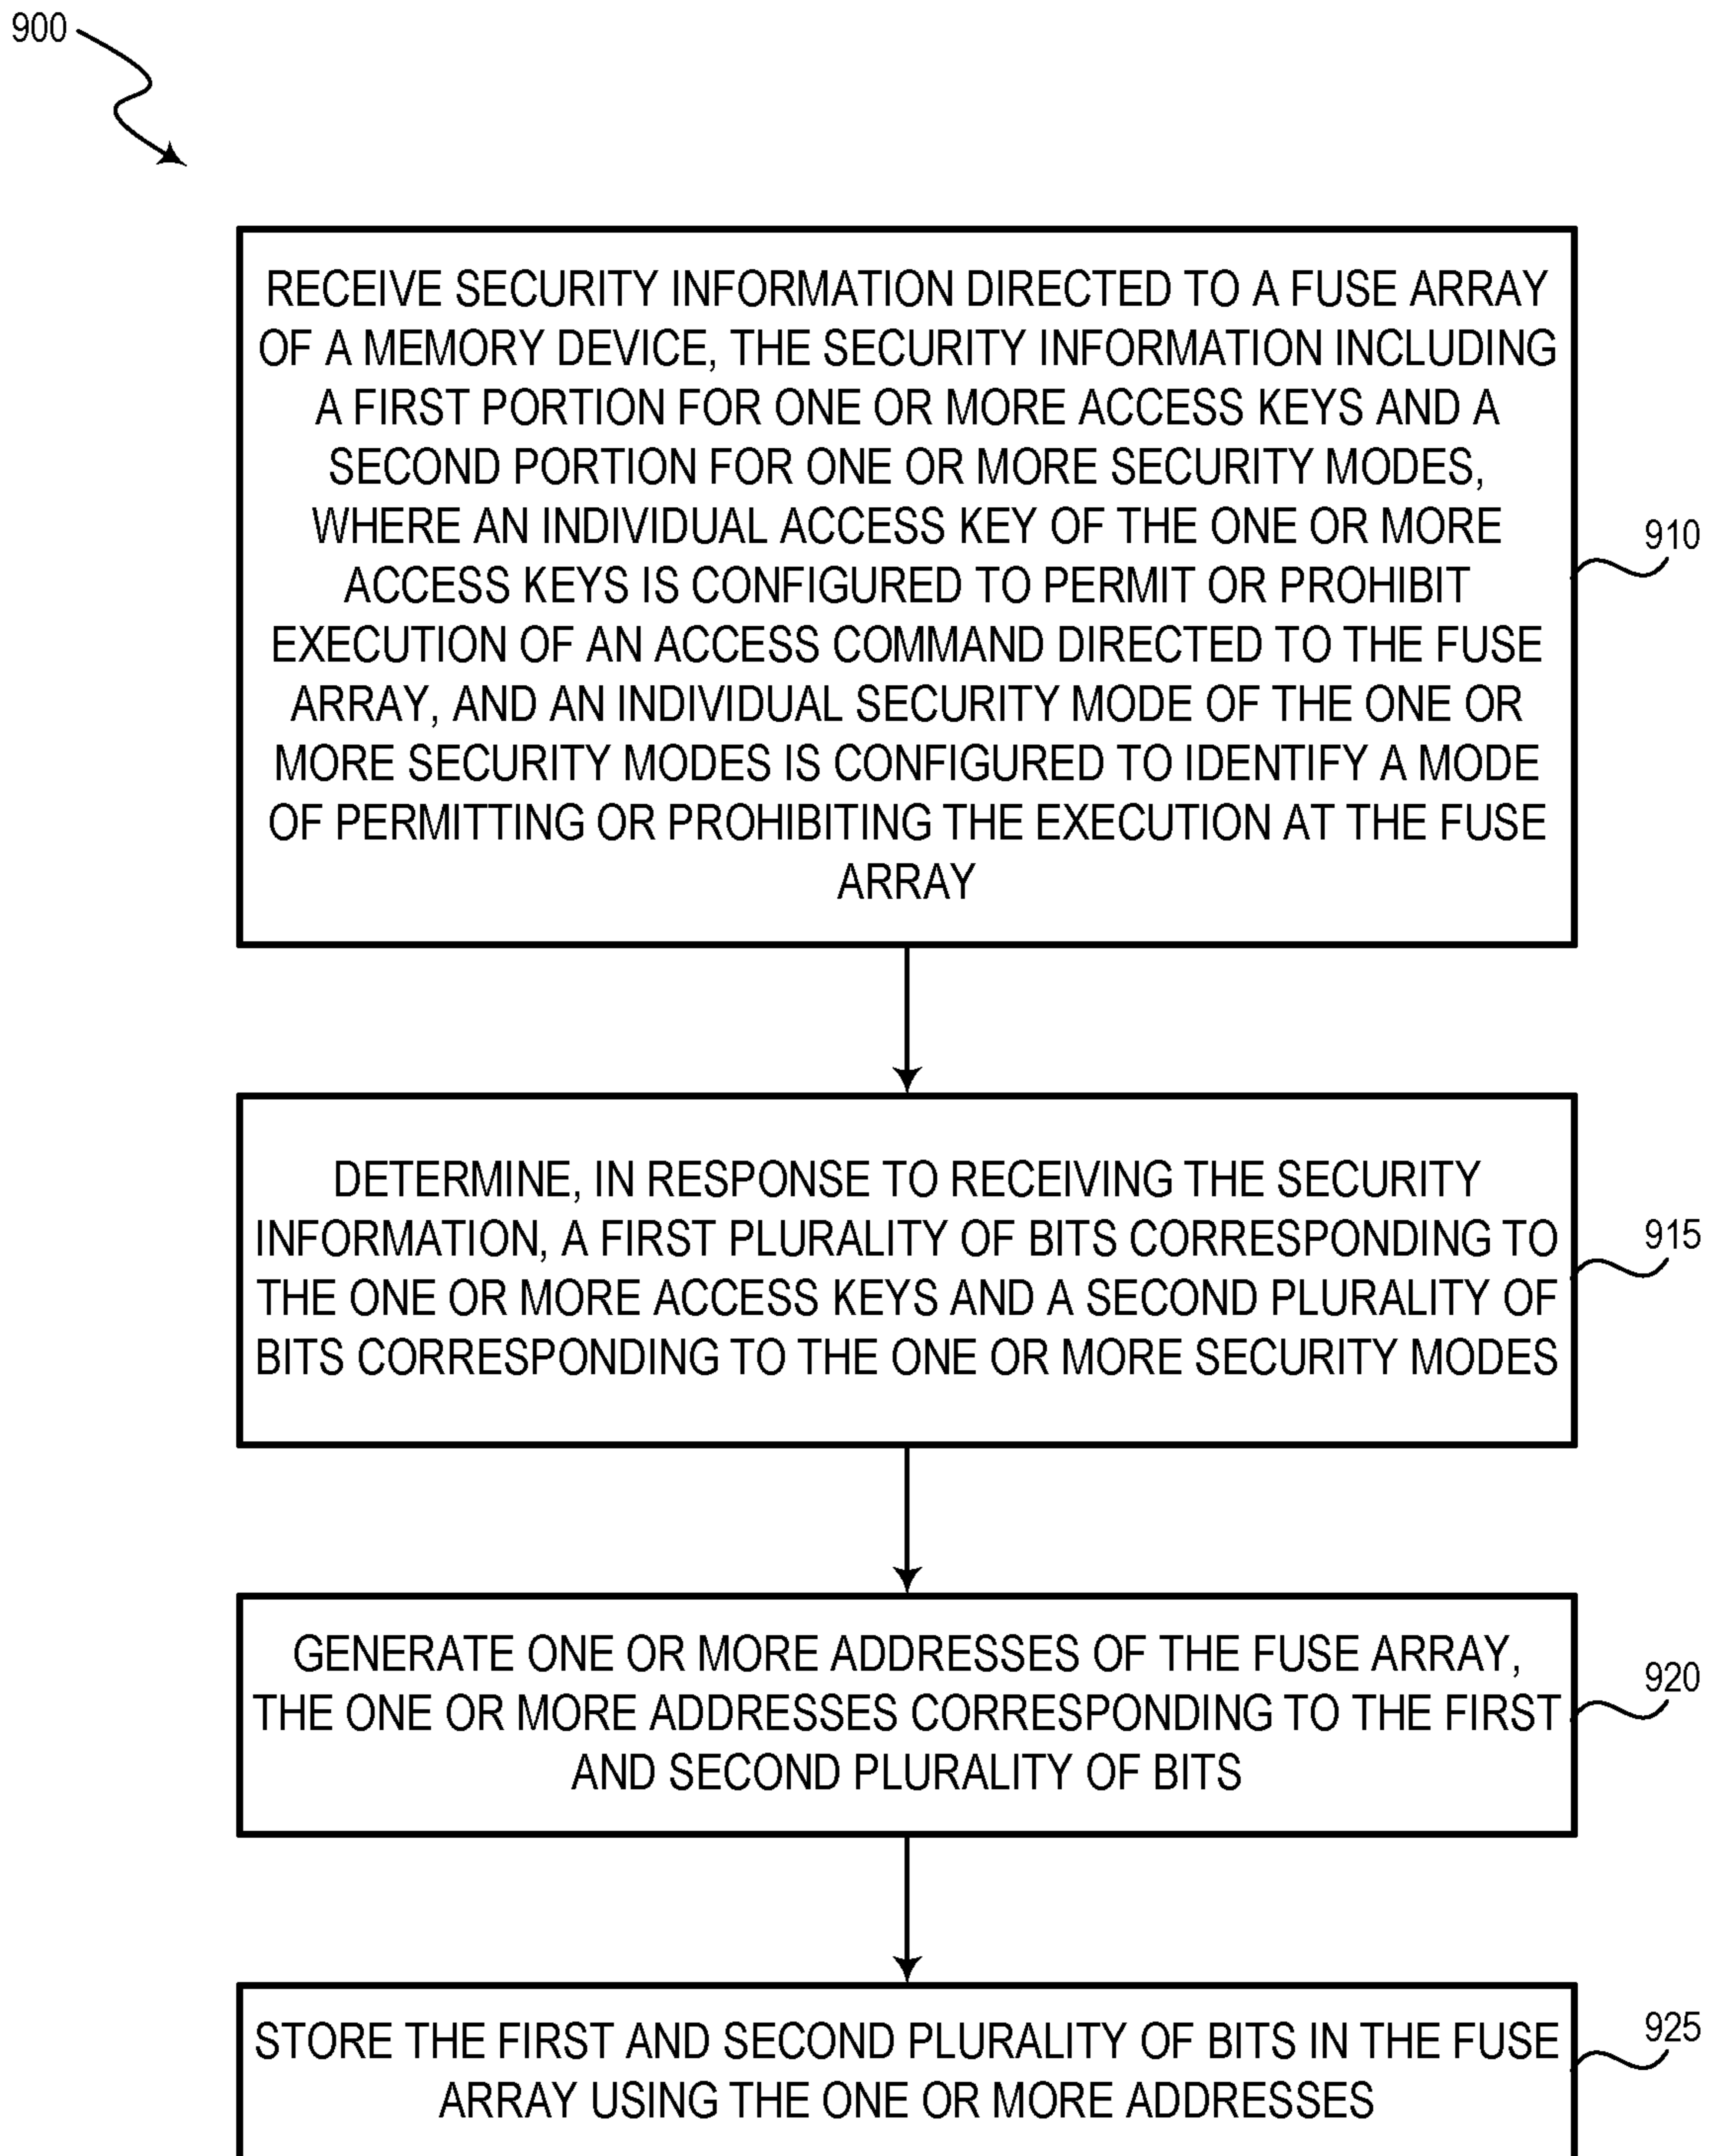 900
RECEIVE SECURITY INFORMATION DIRECTED TO A FUSE ARRAY
OF A MEMORY DEVICE, THE SECURITY INFORMATION INCLUDING
A FIRST PORTION FOR ONE OR MORE ACCESS KEYS AND A
SECOND PORTION FOR ONE OR MORE SECURITY MODES,
WHERE AN INDIVIDUAL ACCESS KEY OF THE ONE OR MORE
ACCESS KEYS IS CONFIGURED TO PERMIT OR PROHIBIT
EXECUTION OF AN ACCESS COMMAND DIRECTED TO THE FUSE
ARRAY, AND AN INDIVIDUAL SECURITY MODE OF THE ONE OR
MORE SECURITY MODES IS CONFIGURED TO IDENTIFY A MODE
OF PERMITTING OR PROHIBITING THE EXECUTION AT THE FUSE
ARRAY
910
DETERMINE, IN RESPONSE TO RECEIVING THE SECURITY
INFORMATION, A FIRST PLURALITY OF BITS CORRESPONDING TO
THE ONE OR MORE ACCESS KEYS AND A SECOND PLURALITY OF
BITS CORRESPONDING TO THE ONE OR MORE SECURITY MODES
915
GENERATE ONE OR MORE ADDRESSES OF THE FUSE ARRAY,
THE ONE OR MORE ADDRESSES CORRESPONDING TO THE FIRST
AND SECOND PLURALITY OF BITS
920
STORE THE FIRST AND SECOND PLURALITY OF BITS IN THE FUSE
ARRAY USING THE ONE OR MORE ADDRESSES
925